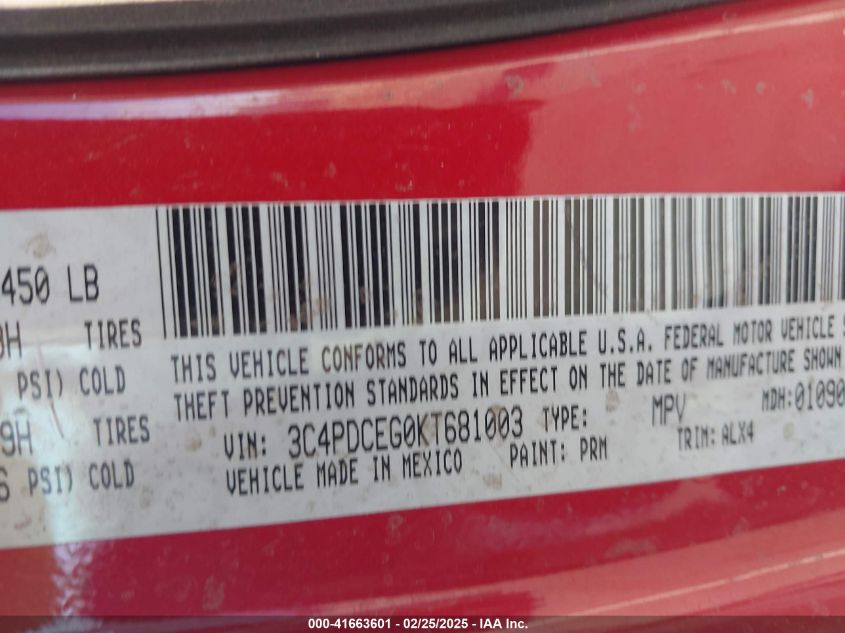 450 LB
9H TIRES
PSI) COLD
9H TIRES
6 PSI) COLD
THIS VEHICLE CONFORMS TO ALL APPLICABLE U.S.A. FEDERAL MOTOR VEHICLE S
THEFT PREVENTION STANDARDS IN EFFECT ON THE DATE OF MANUFACTURE SHOWN
VIN: 3C4PDCEG0KT681003 TYPE: MPV MDH:01090
VEHICLE MADE IN MEXICO PAINT: PRM TRIM: ALX4
000-41663601 - 02/25/2025 - IAA Inc.